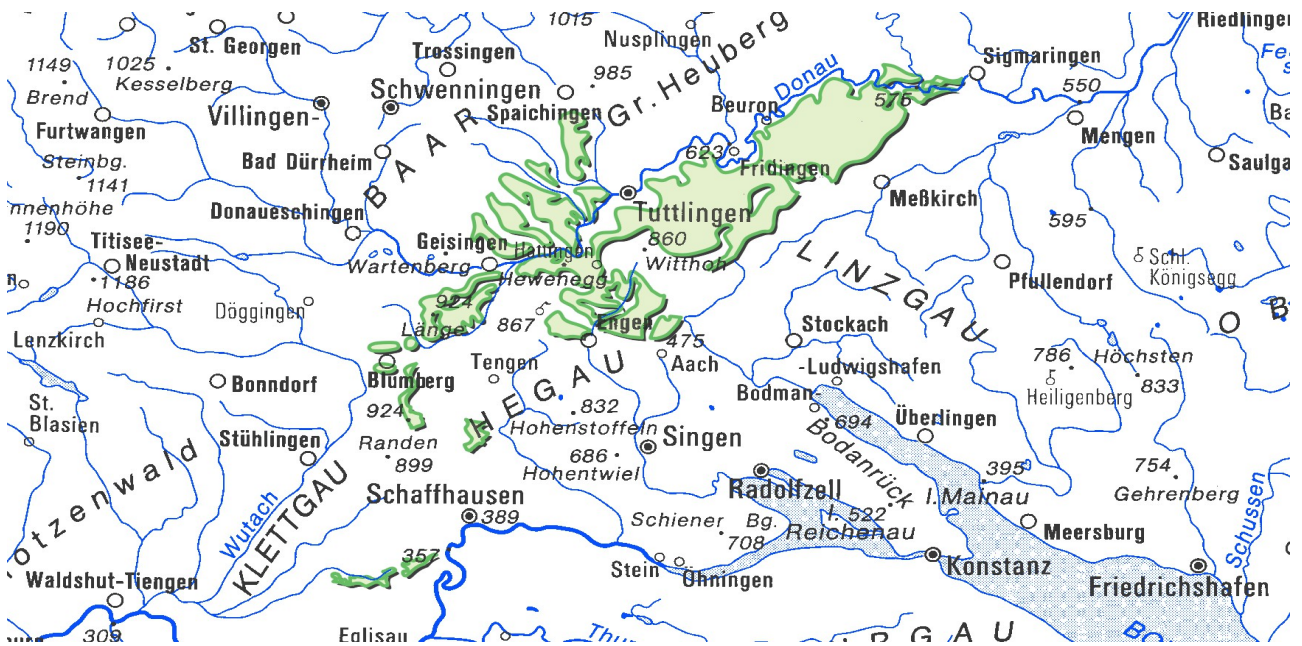 1015
Riedlingen
St. Georgen
Trossingen
Nusplingen
Gr. Heuberg
Sigmaringen
1149
Brend
1025
Kesselberg
985
Donau
Schwenningen
Villingen-
Spaichingen
Beuron
575
550
Mengen
Furtwangen
BAAR
Steinbg.
1141
Bad Dürrheim
623
Fridingen
Saulga
Meßkirch
nnenhöhe
1190
Donaueschingen
Tuttlingen
595
Titisee-
Neustadt
Geisingen
Hattingen
860
Witthoh
LINZGAU
Wartenberg
Hewenegg
Schl.
Königsegg
1186
Hochfirst
Döggingen
924
Länge
867
Engen
Pfullendorf
Lenzkirch
475
Aach
Stockach
-Ludwigshafen
786
Höchsten
833
Heiligenberg
Tengen
Blumberg
Bonndorf
HEGAU
Bodman-
694
Überlingen
St.
Blasien
924
832
Hohenstoffeln
Stühlingen
Randen
899
686
Hohentwiel
Singen
Bodanrück
395
I. Mainau
754
Gehrenberg
otzenwald
Wutach
KLETTGAU
Schaffhausen
389
Radolfzell
Schiener Bg.
708
I. 522
Reichenau
Meersburg
Schussen
357
Stein
Öhningen
Konstanz
Friedrichshafen
Waldshut-Tiengen
309
Eglisau